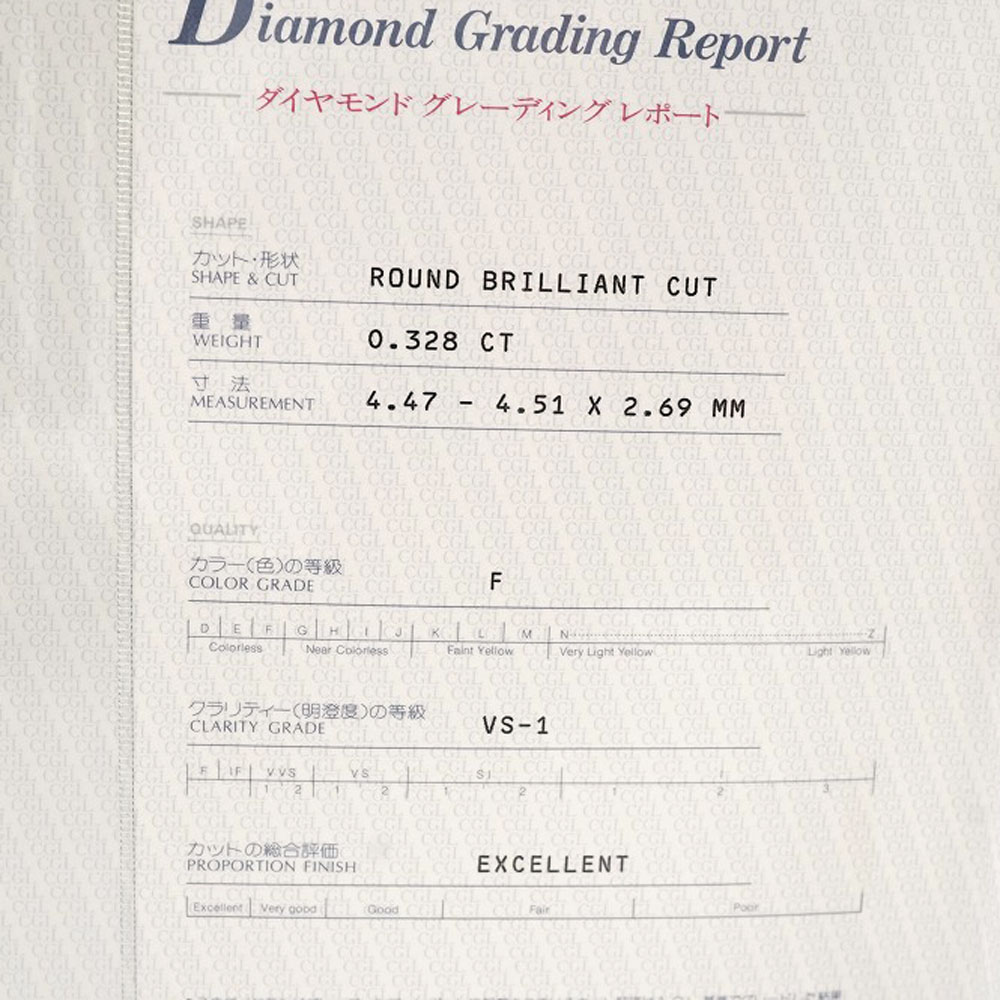 Diamond Grading Report
ダイヤモンド グレーディング レポート
SHAPE
カット・形状
SHAPE & CUT
ROUND BRILLIANT CUT
重 量
WEIGHT
0.328 CT
寸 法
MEASUREMENT
4.47 - 4.51 X 2.69 MM
QUALITY
カラー(色)の等級
COLOR GRADE
F
D E F G H I J K L M N Z
Colorless Near Colorless Faint Yellow Very Light Yellow Light Yellow
クラリティー(明澄度)の等級
CLARITY GRADE
VS-1
F IF VVS VS SI I
1 2 1 2 1 2 1 2 3
カットの総合評価
PROPORTION FINISH
EXCELLENT
Excellent Very good Good Fair Poor